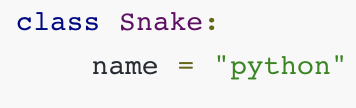 class Snake:
    name = "python"